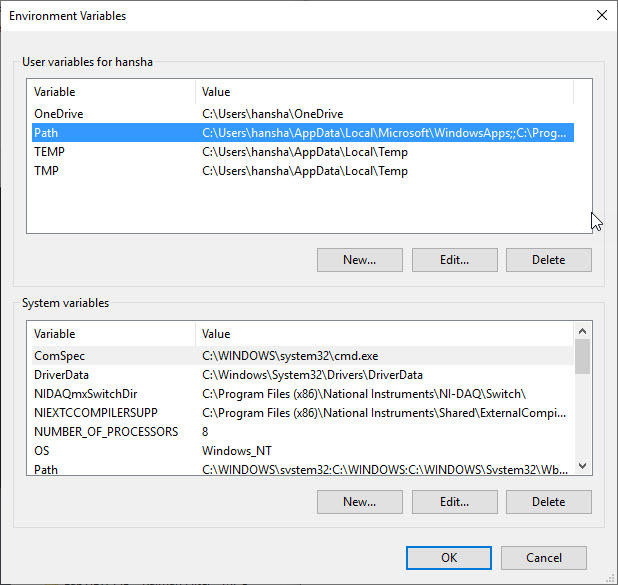 Environment Variables
User variables for hansha
Variable Value
OneDrive C:\Users\hansha\OneDrive
Path C:\Users\hansha\AppData\Local\Microsoft\WindowsApps;;C:\Prog...
TEMP C:\Users\hansha\AppData\Local\Temp
TMP C:\Users\hansha\AppData\Local\Temp
New... Edit... Delete
System variables
Variable Value
ComSpec C:\WINDOWS\system32\cmd.exe
DriverData C:\Windows\System32\Drivers\DriverData
NIDAQmxSwitchDir C:\Program Files (x86)\National Instruments\NI-DAQ\Switch\
NIEXTCCOMPILERSUPP C:\Program Files (x86)\National Instruments\Shared\ExternalCompi...
NUMBER_OF_PROCESSORS 8
OS Windows_NT
Path C:\WINDOWS\system32;C:\WINDOWS;C:\WINDOWS\System32\Wb...
New... Edit... Delete
OK Cancel